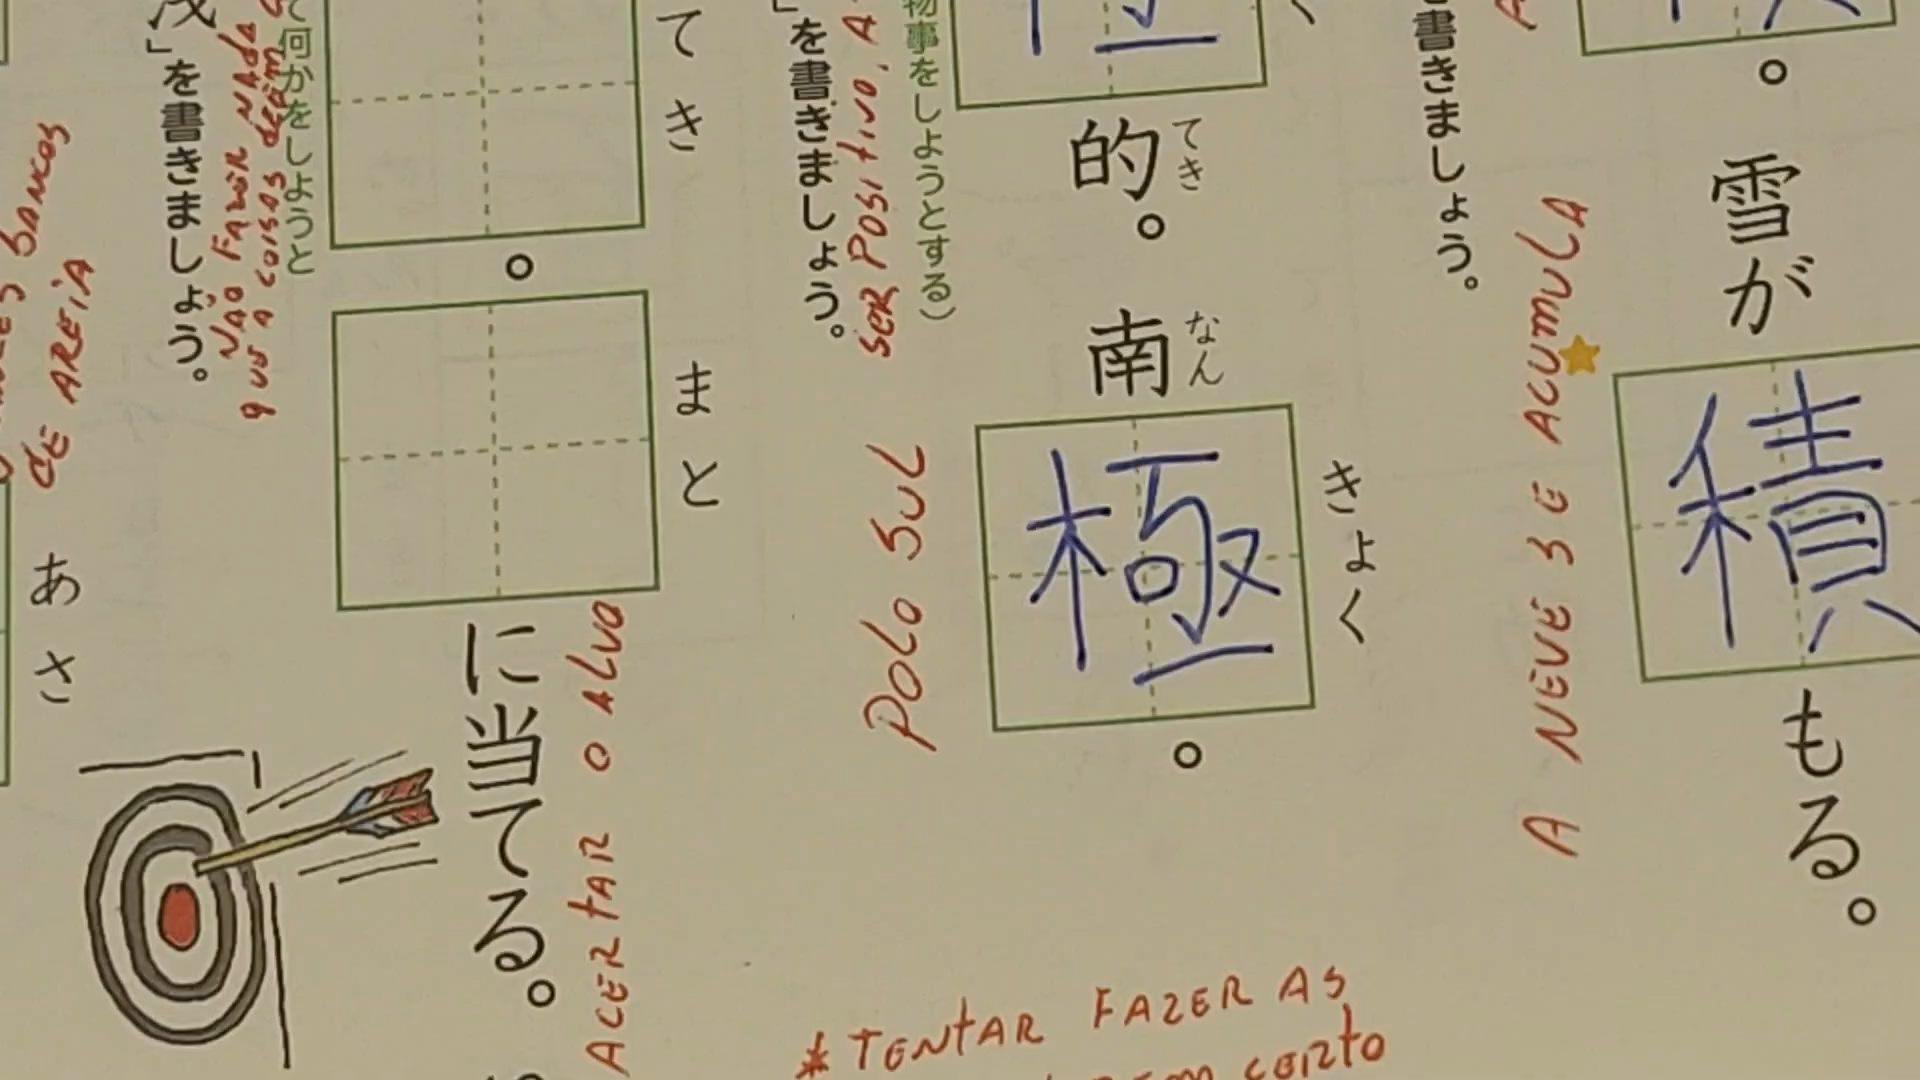 。雪が積もる。
A NEVE SE ACUMULA
書きましょう。
きょく
的。南極。
てき
なん
POLO SUL
物事をしようとする）
SER POSITIVO, A
」を書きましょう。
てき
まと
。
に当てる。
ACERTAR O ALVO
て何かをしようと
NÃO FAZER NADA
QUE A COISAS DEEM
」を書きましょう。
BANCOS
DE AREIA
あさ
* TENTAR FAZER AS
CERTO